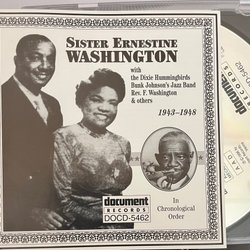 SISTER ERNESTINE
WASHINGTON
with
the Dixie Hummingbirds
Bunk Johnson's Jazz Band
Rev. F. Washington
& others
1943-1948
In
Chronological
Order
document
RECORDS
DOCD-5462